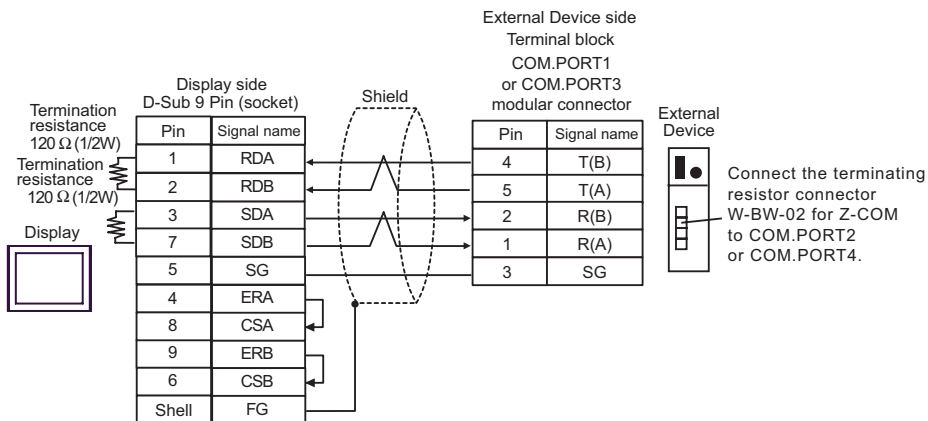 External Device side
Terminal block
COM.PORT1
or COM.PORT3
modular connector
Display side
D-Sub 9 Pin (socket)
Shield
External
Device
Termination
resistance
120 Ω (1/2W)
Termination
resistance
120 Ω (1/2W)
Display
Pin Signal name
1 RDA
2 RDB
3 SDA
7 SDB
5 SG
4 ERA
8 CSA
9 ERB
6 CSB
Shell FG
Pin Signal name
4 T(B)
5 T(A)
2 R(B)
1 R(A)
3 SG
Connect the terminating
resistor connector
W-BW-02 for Z-COM
to COM.PORT2
or COM.PORT4.